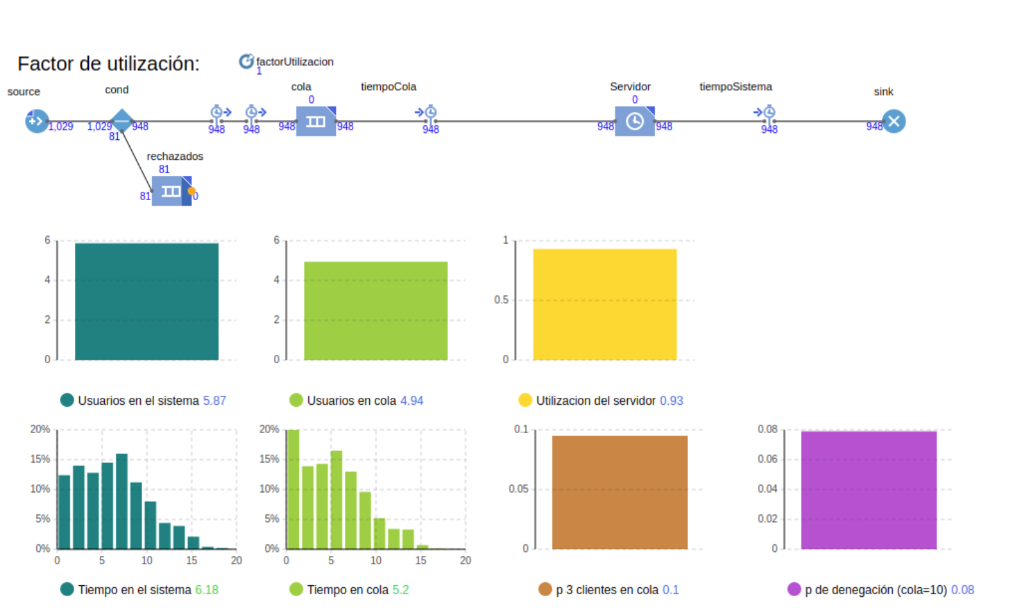 Factor de utilización:
factorUtilizacion
1
source
cond
cola
tiempoCola
Servidor
tiempoSistema
sink
0
0
1,029
1,029
948
948
948
948
948
948
948
948
948
948
81
rechazados
81
81
0
6
4
2
0
6
4
2
0
1
0.5
0
Usuarios en el sistema 5.87
Usuarios en cola 4.94
Utilizacion del servidor 0.93
20%
15%
10%
5%
0%
0 5 10 15 20
20%
15%
10%
5%
0%
0 5 10 15 20
0.1
0.05
0
0.08
0.06
0.04
0.02
0
Tiempo en el sistema 6.18
Tiempo en cola 5.2
p 3 clientes en cola 0.1
p de denegación (cola=10) 0.08